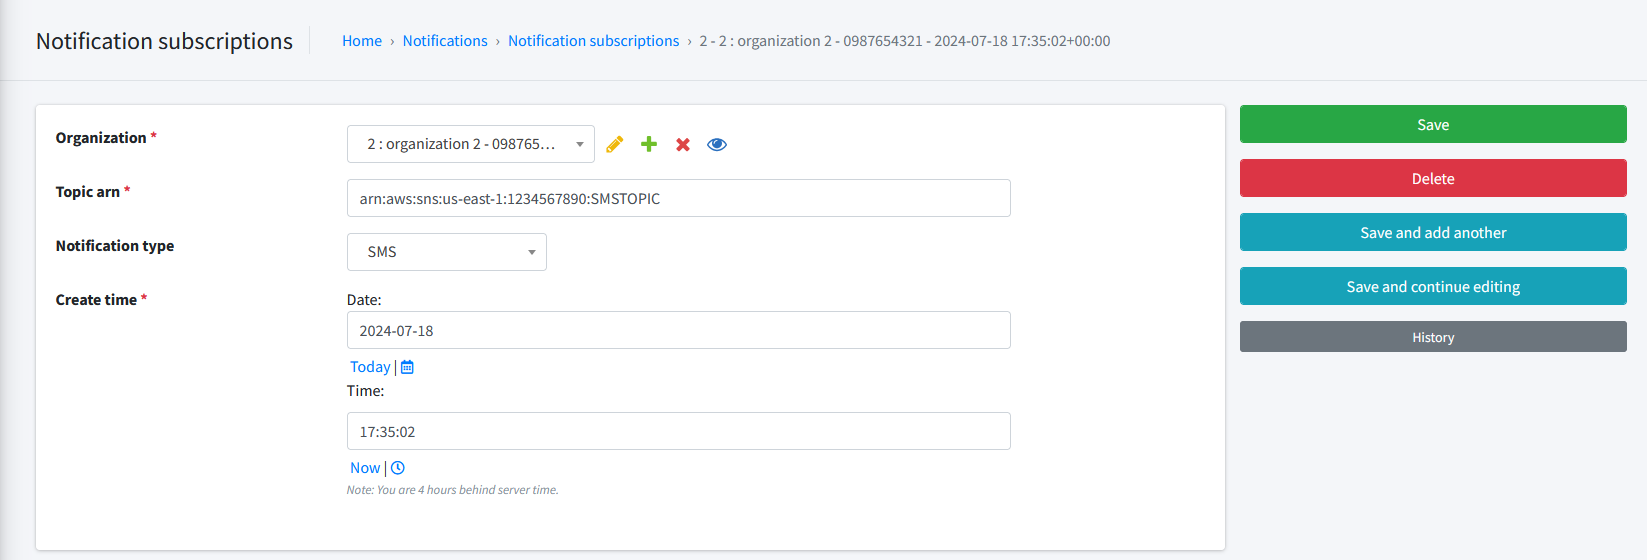 Notification subscriptions
Home › Notifications › Notification subscriptions › 2 - 2 : organization 2 - 0987654321 - 2024-07-18 17:35:02+00:00
Organization *
2 : organization 2 - 098765...
Topic arn *
arn:aws:sns:us-east-1:1234567890:SMSTOPIC
Notification type
SMS
Create time *
Date:
2024-07-18
Today |
Time:
17:35:02
Now |
Note: You are 4 hours behind server time.
Save
Delete
Save and add another
Save and continue editing
History